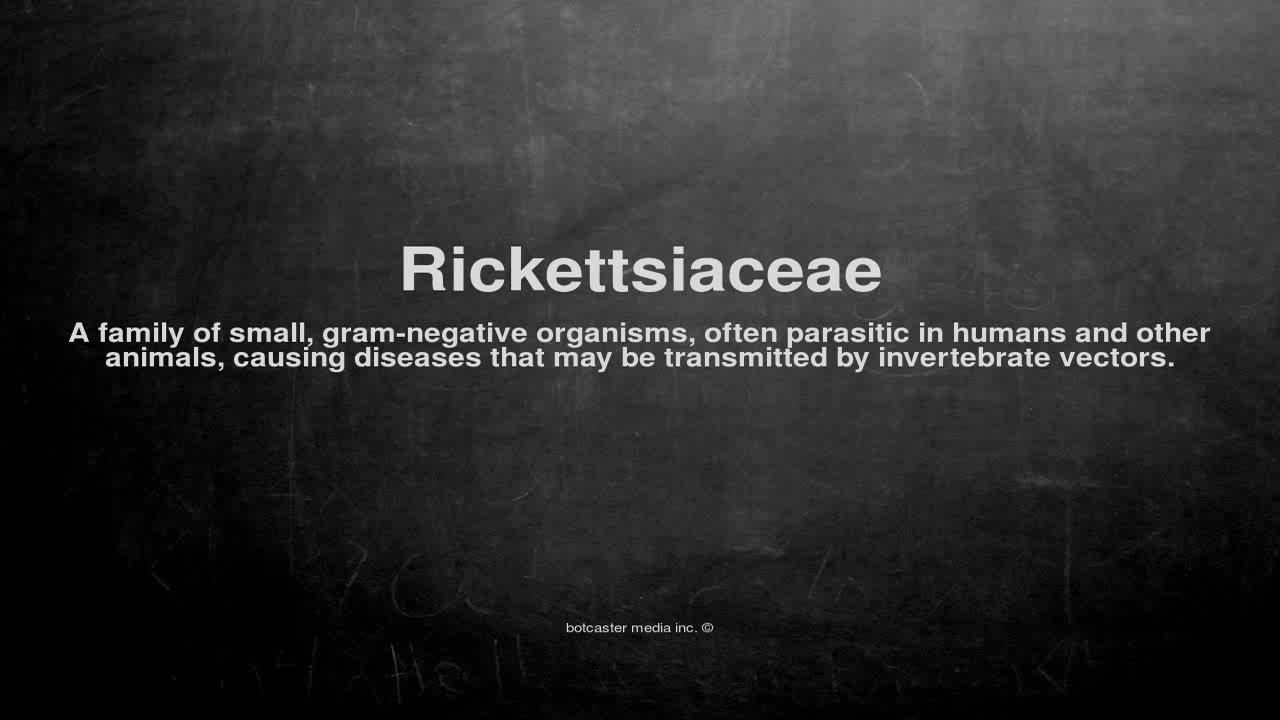 Rickettsiaceae
A family of small, gram-negative organisms, often parasitic in humans and other
animals, causing diseases that may be transmitted by invertebrate vectors.
botcaster media inc. ©